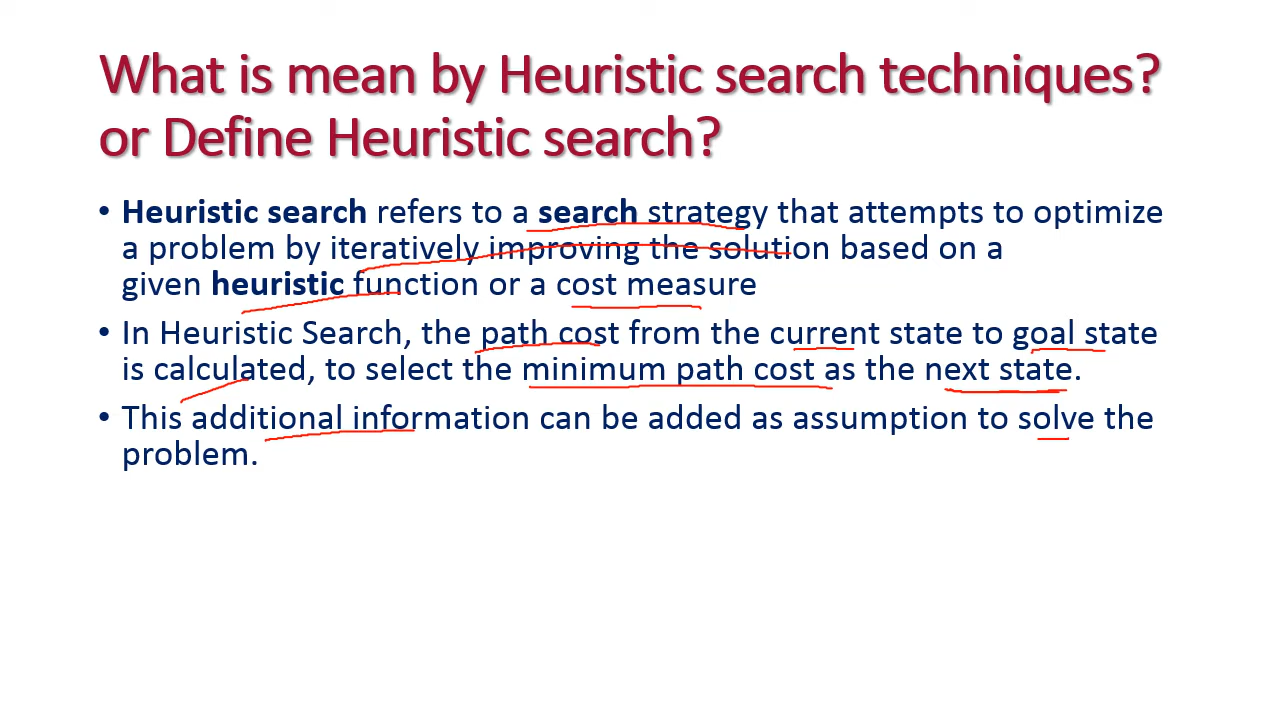 What is mean by Heuristic search techniques?
or Define Heuristic search?
• Heuristic search refers to a search strategy that attempts to optimize
a problem by iteratively improving the solution based on a
given heuristic function or a cost measure
• In Heuristic Search, the path cost from the current state to goal state
is calculated, to select the minimum path cost as the next state.
• This additional information can be added as assumption to solve the
problem.